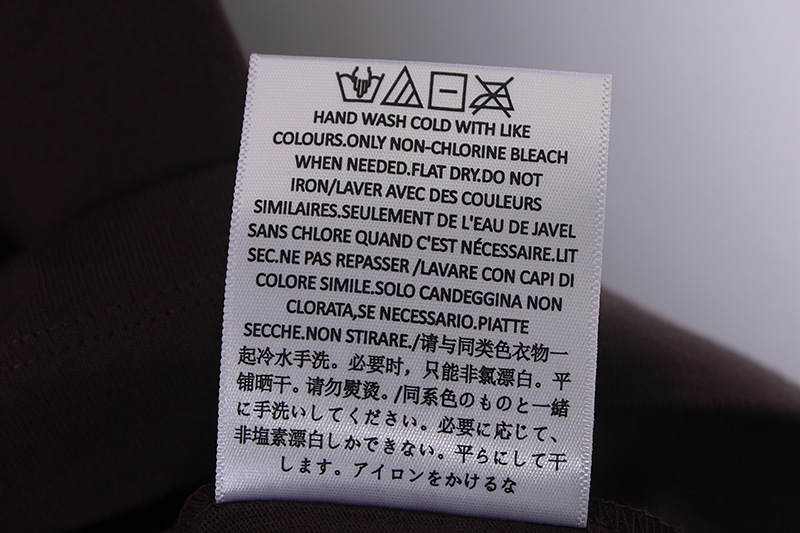 HAND WASH COLD WITH LIKE
COLOURS.ONLY NON-CHLORINE BLEACH
WHEN NEEDED.FLAT DRY.DO NOT
IRON/LAVER AVEC DES COULEURS
SIMILAIRES.SEULEMENT DE L'EAU DE JAVEL
SANS CHLORE QUAND C'EST NÉCESSAIRE.LIT
SEC.NE PAS REPASSER /LAVARE CON CAPI DI
COLORE SIMILE.SOLO CANDEGGINA NON
CLORATA,SE NECESSARIO.PIATTE
SECCHE.NON STIRARE./请与同类色衣物一
起冷水手洗。必要时，只能非氯漂白。平
铺晒干。请勿熨烫。/同系色のものと一緒
に手洗いしてください。必要に応じて、
非塩素漂白しかできない。平らにして干
します。アイロンをかけるな